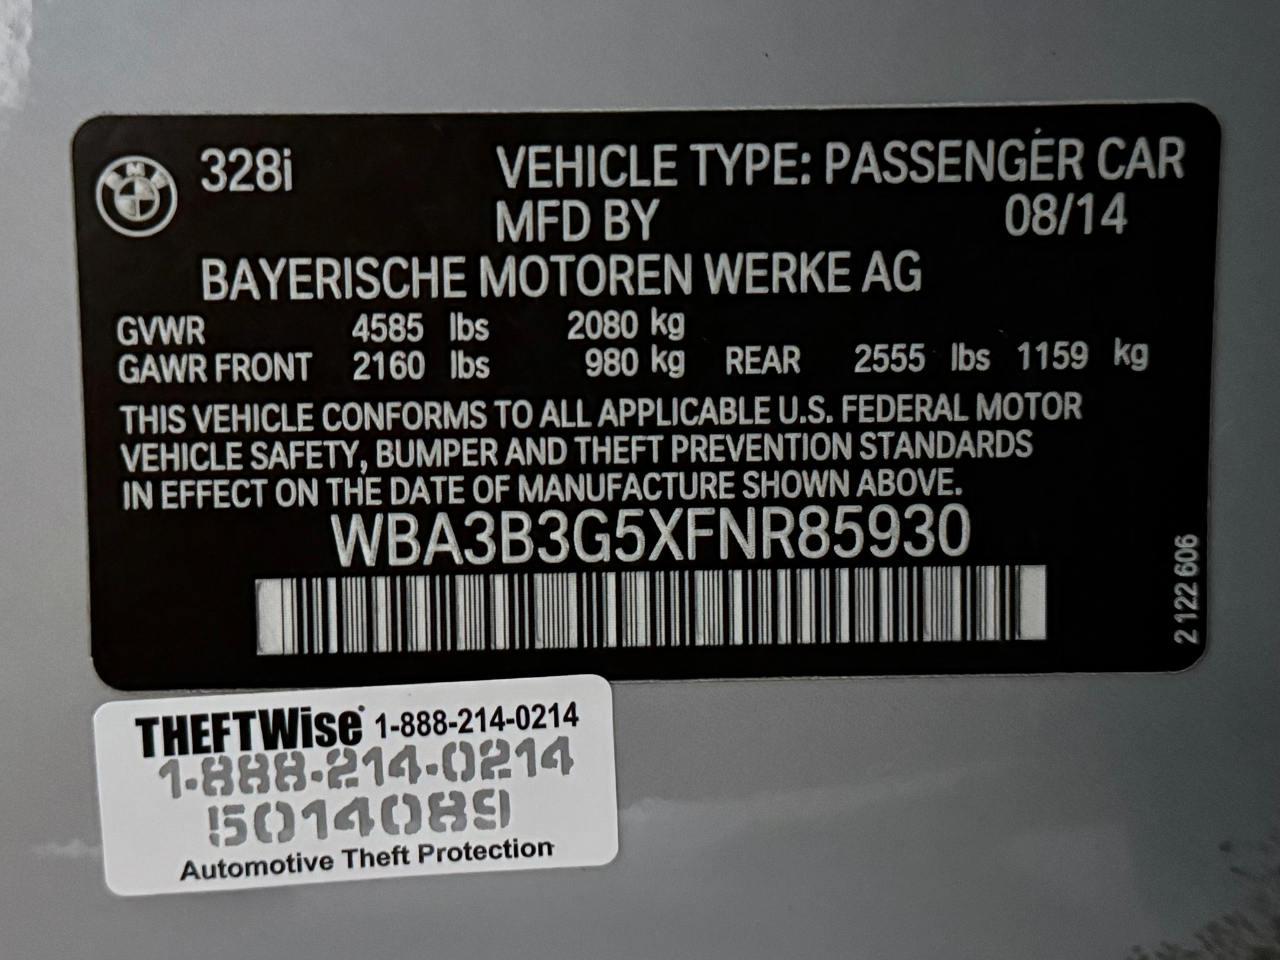 BMW 328i VEHICLE TYPE: PASSENGER CAR
MFD BY 08/14
BAYERISCHE MOTOREN WERKE AG
GVWR 4585 lbs 2080 kg
GAWR FRONT 2160 lbs 980 kg REAR 2555 lbs 1159 kg
THIS VEHICLE CONFORMS TO ALL APPLICABLE U.S. FEDERAL MOTOR
VEHICLE SAFETY, BUMPER AND THEFT PREVENTION STANDARDS
IN EFFECT ON THE DATE OF MANUFACTURE SHOWN ABOVE.
WBA3B3G5XFNR85930
2 122 606
THEFTWise 1-888-214-0214
1-888-214-0214
5014089
Automotive Theft Protection